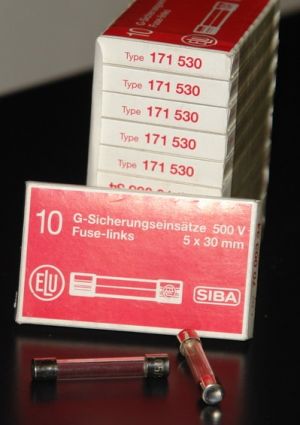 10 G-Sicherungseinsätze
Type 171 530
Type 171 530
Type 171 530
Type 171 530
Type 171 530
10 G-Sicherungseinsätze 500 V
Fuse-links 5 x 30 mm
ELU
SIBA